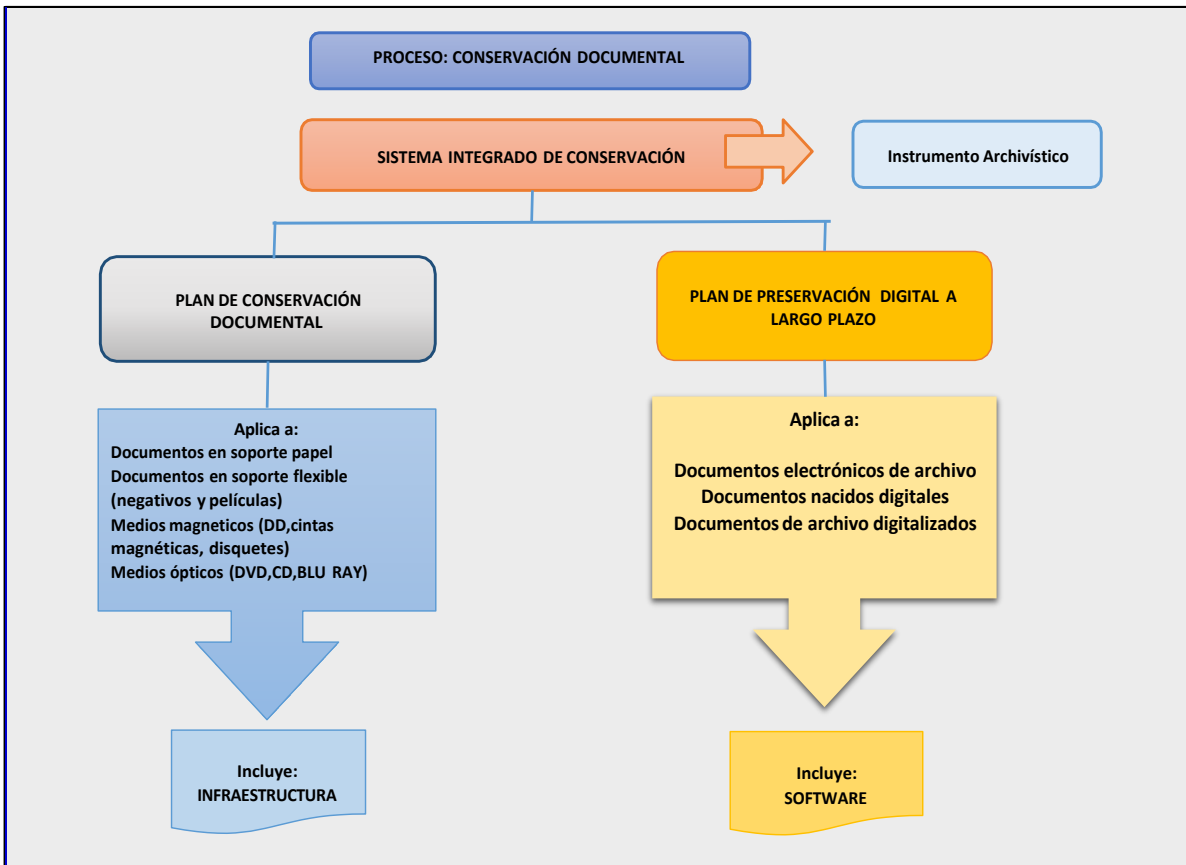 PROCESO: CONSERVACIÓN DOCUMENTAL
SISTEMA INTEGRADO DE CONSERVACIÓN
Instrumento Archivístico
PLAN DE CONSERVACIÓN
DOCUMENTAL
PLAN DE PRESERVACIÓN DIGITAL A
LARGO PLAZO
Aplica a:
Documentos en soporte papel
Documentos en soporte flexible
(negativos y películas)
Medios magneticos (DD,cintas
magnéticas, disquetes)
Medios ópticos (DVD,CD,BLU RAY)
Aplica a:
Documentos electrónicos de archivo
Documentos nacidos digitales
Documentos de archivo digitalizados
Incluye:
INFRAESTRUCTURA
Incluye:
SOFTWARE